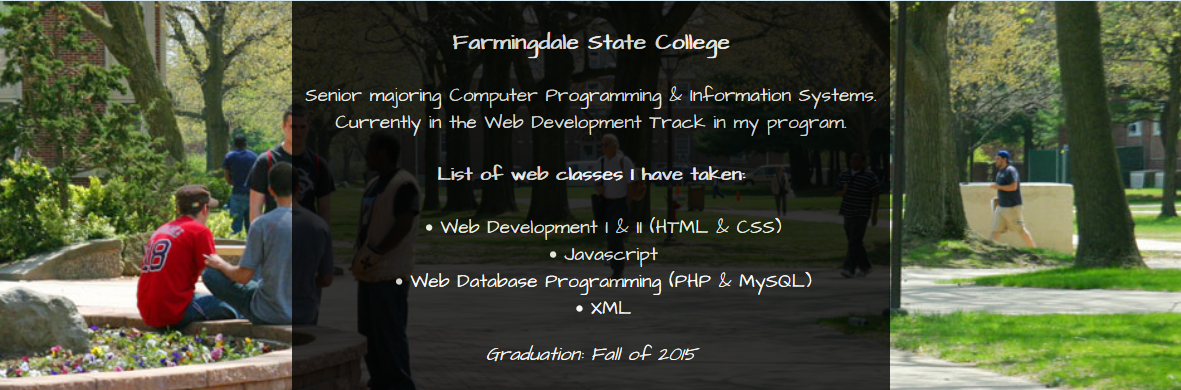 Farmingdale State College
Senior majoring Computer Programming & Information Systems.
Currently in the Web Development Track in my program.
List of web classes I have taken:
• Web Development I & II (HTML & CSS)
• Javascript
• Web Database Programming (PHP & MySQL)
• XML
Graduation: Fall of 2015
18